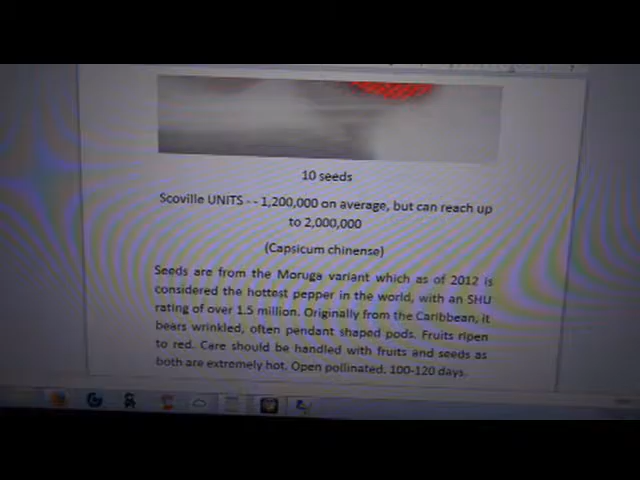 10 seeds
Scoville UNITS - - 1,200,000 on average, but can reach up
to 2,000,000
(Capsicum chinense)
Seeds are from the Moruga variant which as of 2012 is
considered the hottest pepper in the world, with an SHU
rating of over 1.5 million. Originally from the Caribbean, it
bears wrinkled, often pendant shaped pods. Fruits ripen
to red. Care should be handled with fruits and seeds as
both are extremely hot. Open pollinated. 100-120 days.